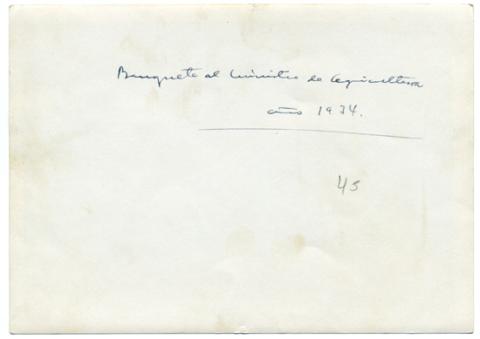 Banquete al Ministro de Agricultura
año 1934.
45